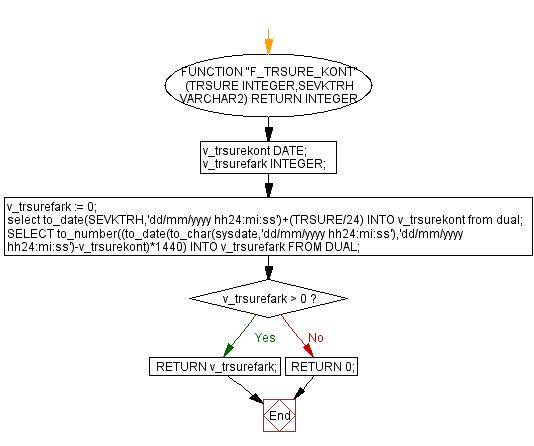 FUNCTION "F_TRSURE_KONT"
(TRSURE INTEGER,SEVKTRH
VARCHAR2) RETURN INTEGER
v_trsurekont DATE;
v_trsurefark INTEGER;
v_trsurefark := 0;
select to_date(SEVKTRH,'dd/mm/yyyy hh24:mi:ss')+(TRSURE/24) INTO v_trsurekont from dual;
SELECT to_number((to_date(to_char(sysdate,'dd/mm/yyyy hh24:mi:ss'),'dd/mm/yyyy
hh24:mi:ss')-v_trsurekont)*1440) INTO v_trsurefark FROM DUAL;
v_trsurefark > 0 ?
Yes
No
RETURN v_trsurefark;
RETURN 0;
End